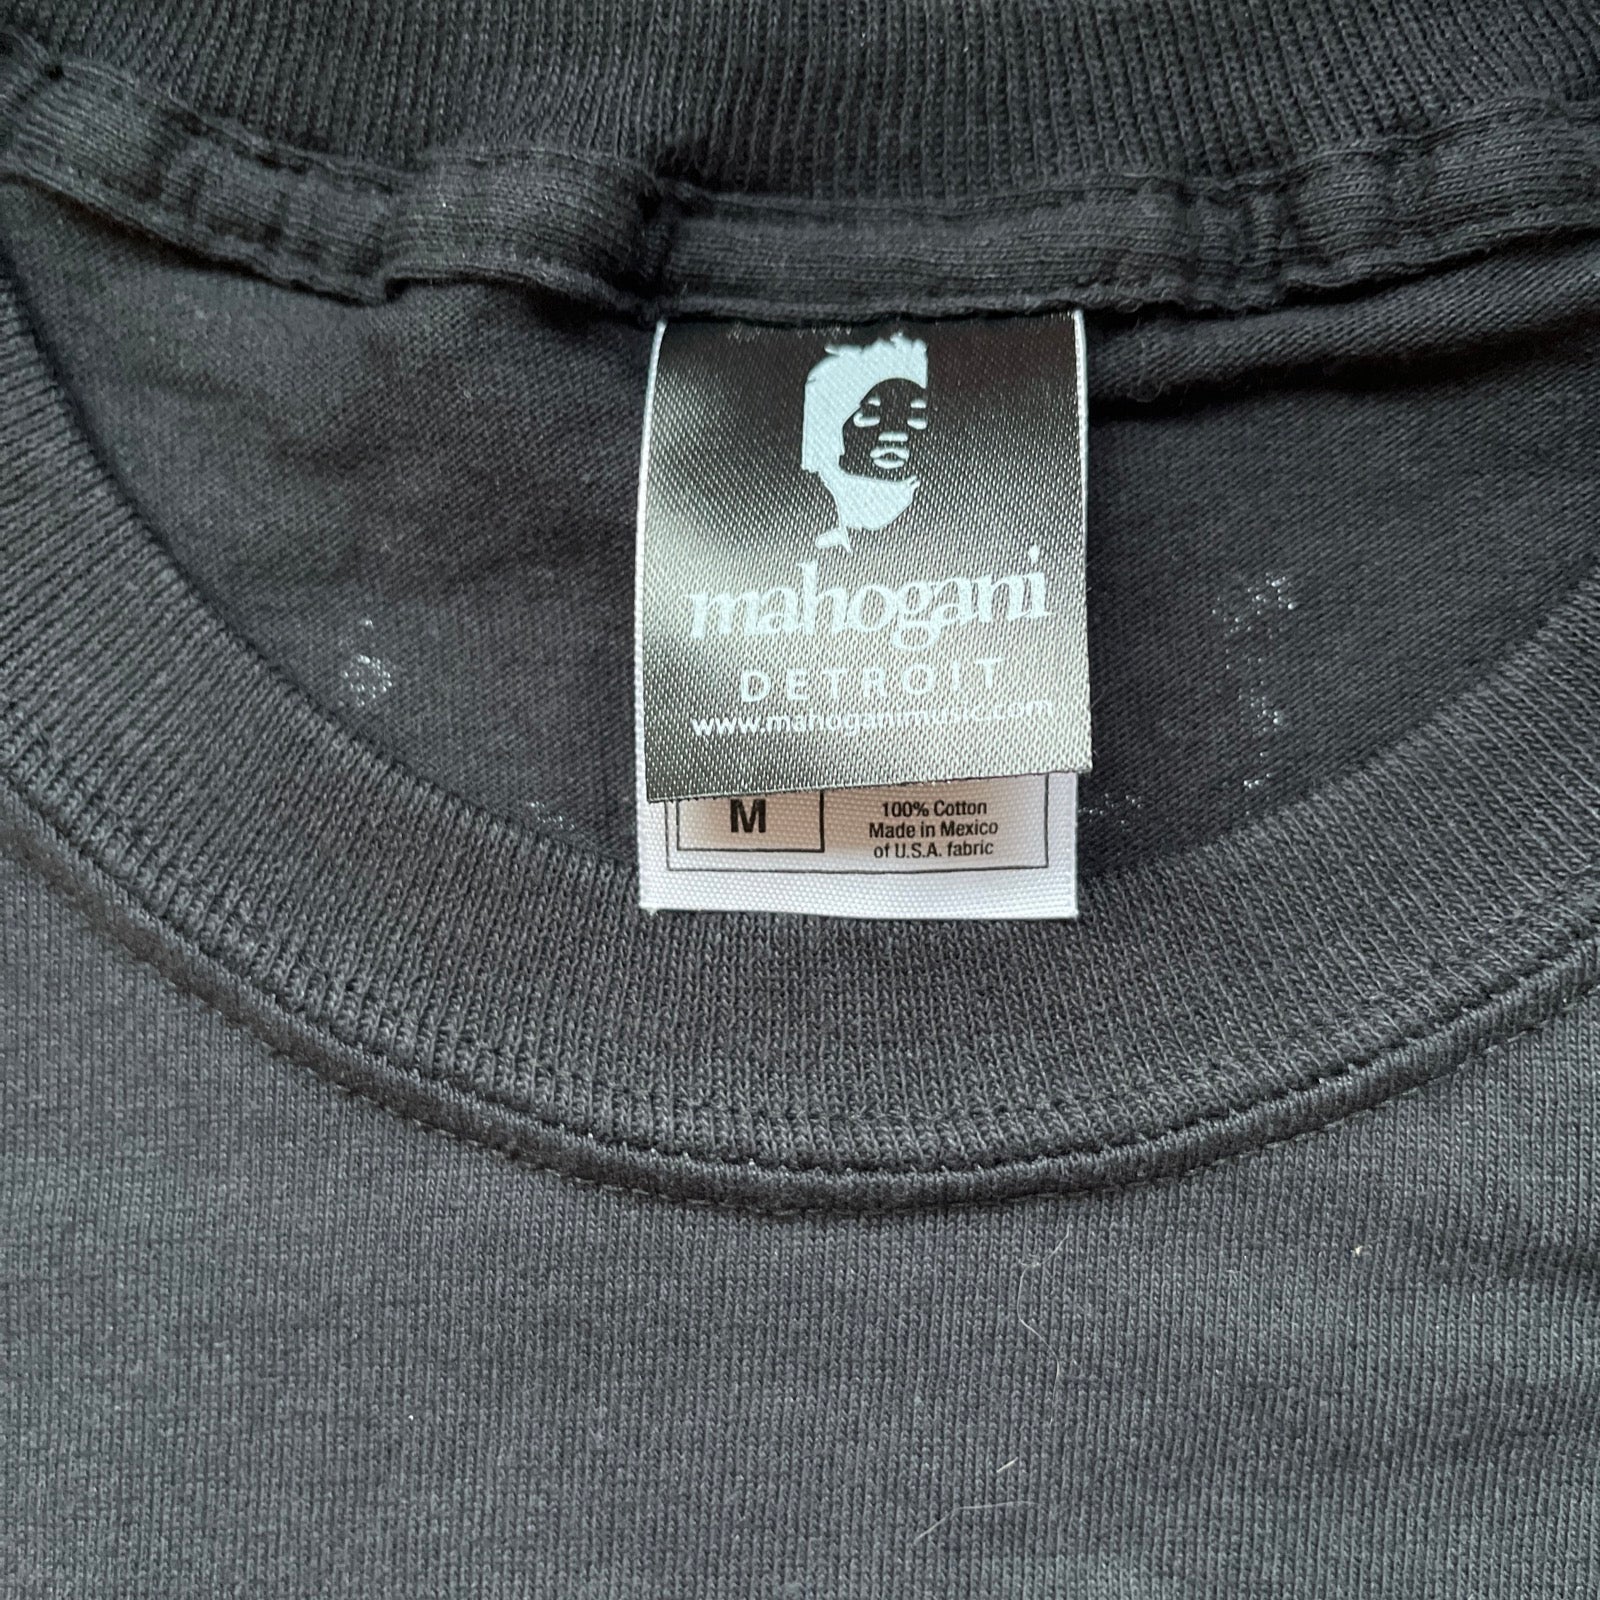 mahogani
DETROIT
www.mahoganimusic.com
M
100% Cotton
Made in Mexico
of U.S.A. fabric